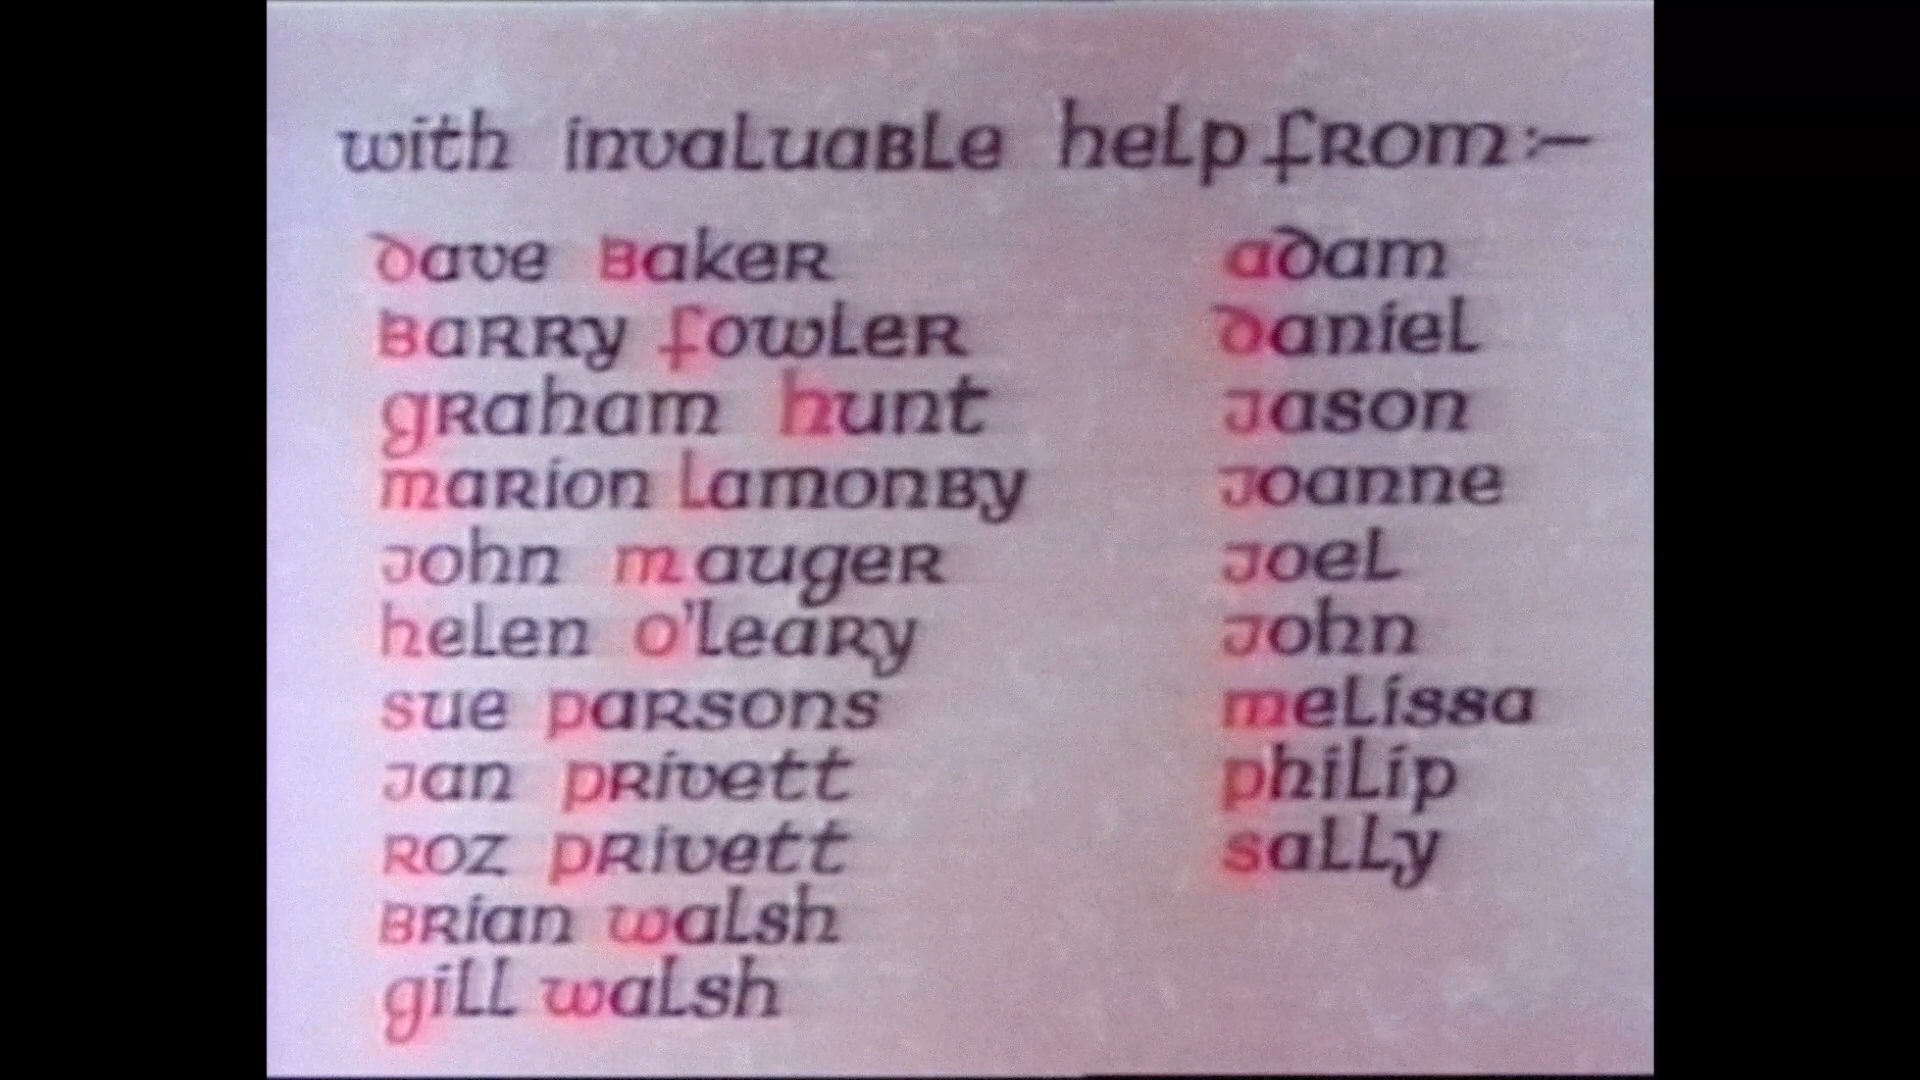 with invaluable help from:-
Dave Baker
Barry Fowler
Graham Hunt
Marion Lamonby
John Mauger
Helen O'Leary
Sue Parsons
Jan Privett
Roz Privett
Brian Walsh
Gill Walsh
Adam
Daniel
Jason
Joanne
Joel
John
Melissa
Philip
Sally